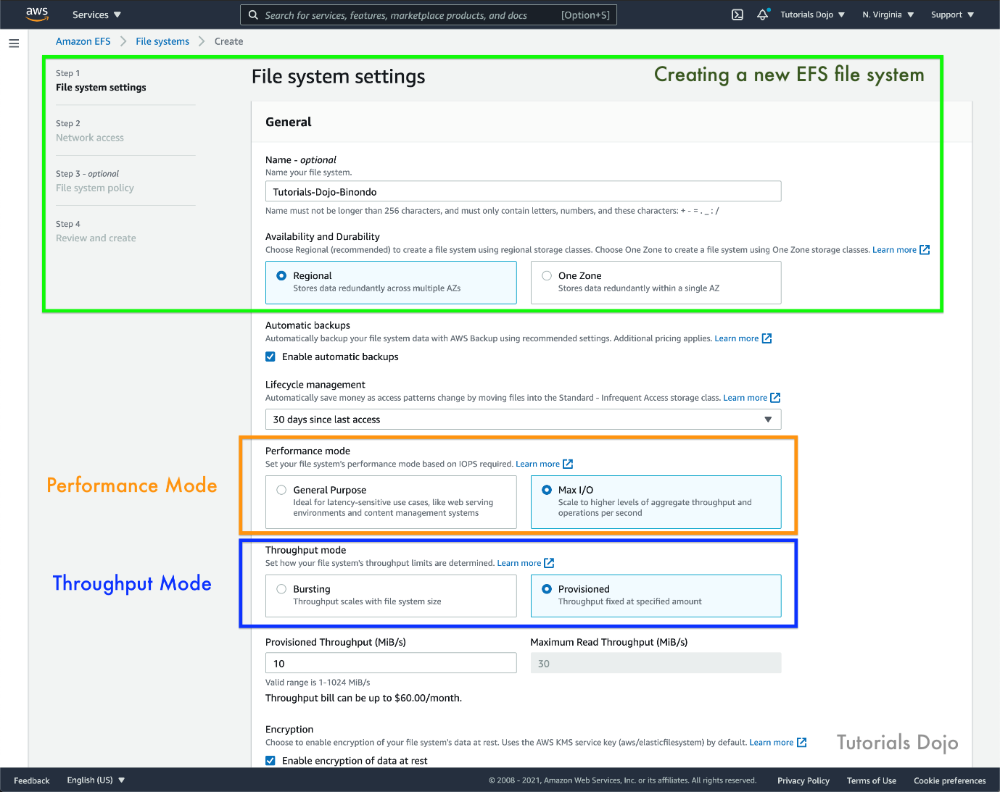 aws Services Search for services, features, marketplace products, and docs [Option+S] Tutorials Dojo N. Virginia Support
Amazon EFS File systems Create
Step 1
File system settings
Step 2
Network access
Step 3 - optional
File system policy
Step 4
Review and create
File system settings
Creating a new EFS file system
General
Name - optional
Name your file system.
Tutorials-Dojo-Binondo
Name must not be longer than 256 characters, and must only contain letters, numbers, and these characters: + - = . _ : /
Availability and Durability
Choose Regional (recommended) to create a file system using regional storage classes. Choose One Zone to create a file system using One Zone storage classes. Learn more
Regional
Stores data redundantly across multiple AZs
One Zone
Stores data redundantly within a single AZ
Automatic backups
Automatically backup your file system data with AWS Backup using recommended settings. Additional pricing applies. Learn more
Enable automatic backups
Lifecycle management
Automatically save money as access patterns change by moving files into the Standard - Infrequent Access storage class. Learn more
30 days since last access
Performance Mode
Performance mode
Set your file system's performance mode based on IOPS required. Learn more
General Purpose
Ideal for latency-sensitive use cases, like web serving
environments and content management systems
Max I/O
Scale to higher levels of aggregate throughput and
operations per second
Throughput Mode
Throughput mode
Set how your file system's throughput limits are determined. Learn more
Bursting
Throughput scales with file system size
Provisioned
Throughput fixed at specified amount
Provisioned Throughput (MiB/s)
10
Valid range is 1-1024 MiB/s
Maximum Read Throughput (MiB/s)
30
Throughput bill can be up to $60.00/month.
Encryption
Choose to enable encryption of your file system's data at rest. Uses the AWS KMS service key (aws/elasticfilesystem) by default. Learn more
Enable encryption of data at rest
Tutorials Dojo
Feedback English (US) © 2008 - 2021, Amazon Web Services, Inc. or its affiliates. All rights reserved. Privacy Policy Terms of Use Cookie preferences